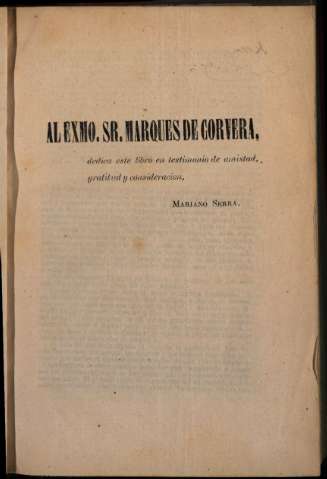 AL EXMO. SR. MARQUES DE CORVERA,
dedica este libro en testimonio de amistad,
gratitud y consideracion,
MARIANO SERRA.